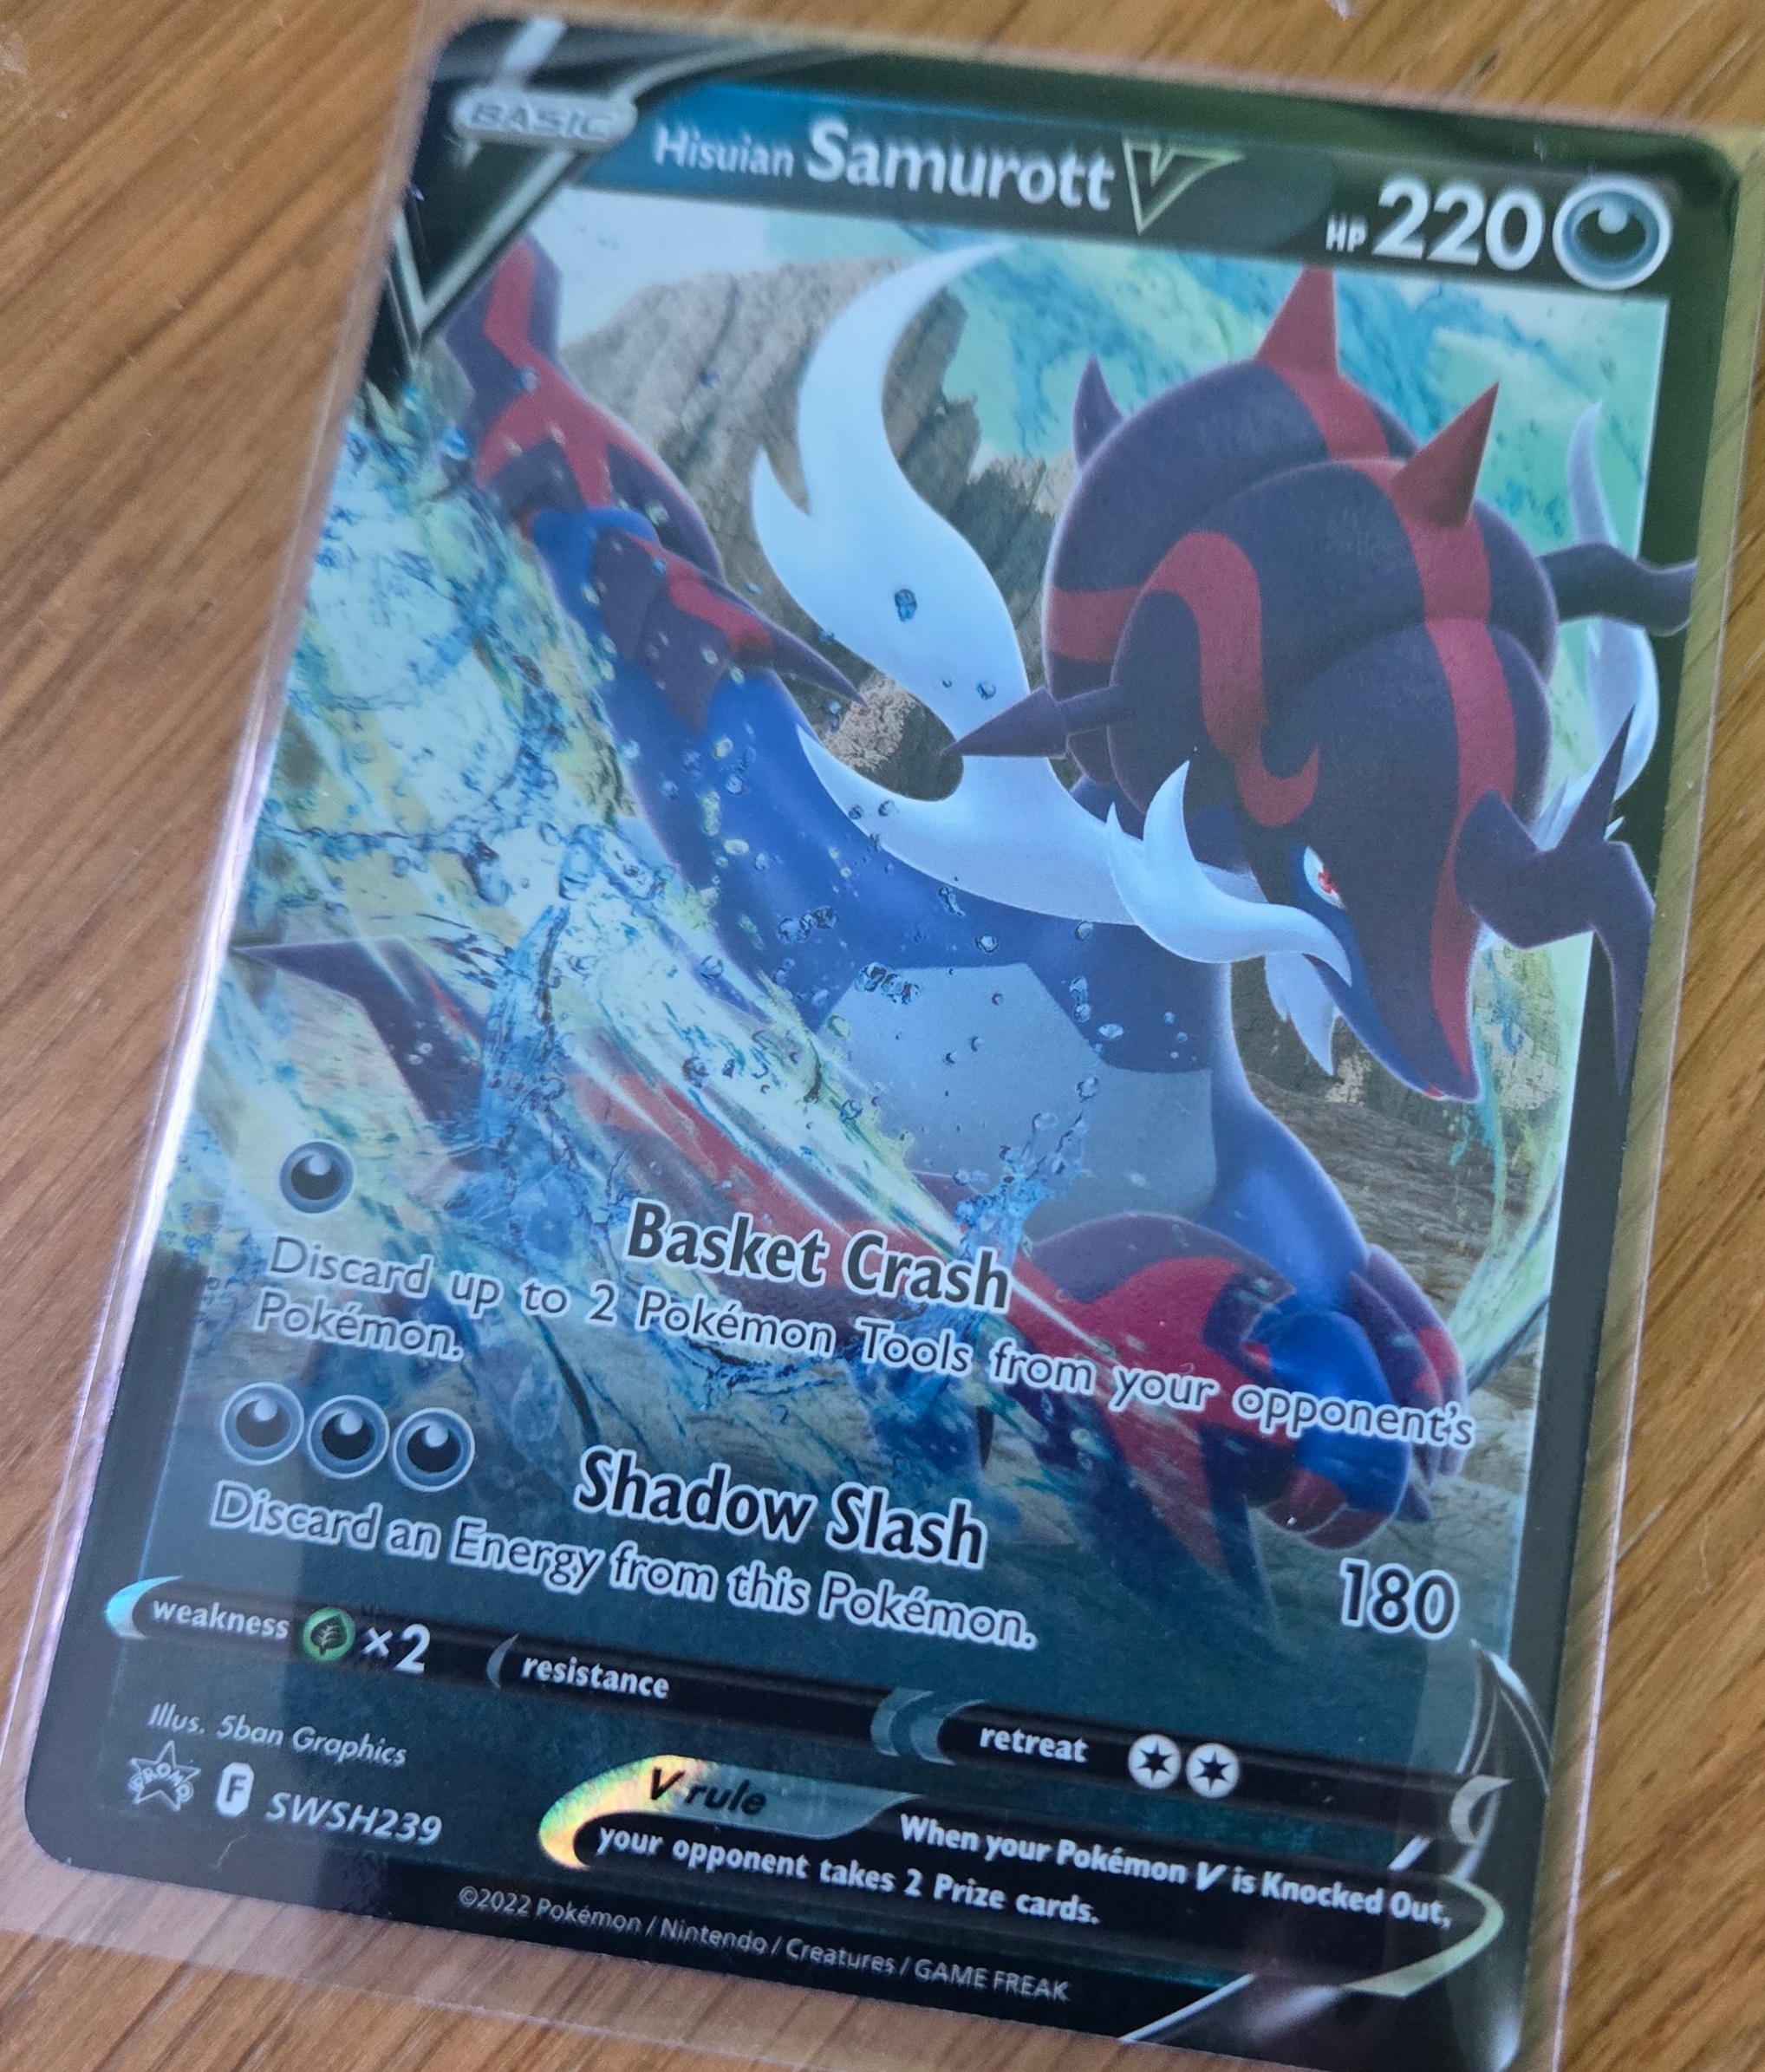 BASIC
Hisuian Samurott V HP 220
Basket Crash
Discard up to 2 Pokémon Tools from your opponent's
Pokémon.
Shadow Slash
180
Discard an Energy from this Pokémon.
weakness ×2 resistance retreat
Illus. 5ban Graphics
PROMO F SWSH239
V rule When your Pokémon V is Knocked Out,
your opponent takes 2 Prize cards.
©2022 Pokémon / Nintendo / Creatures / GAME FREAK